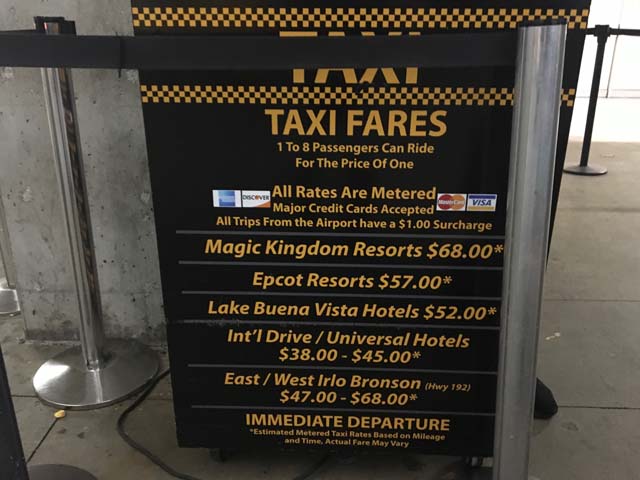 TAXI
TAXI FARES
1 To 8 Passengers Can Ride
For The Price Of One
DISCOVER All Rates Are Metered MasterCard VISA
Major Credit Cards Accepted
All Trips From the Airport have a $1.00 Surcharge
Magic Kingdom Resorts $68.00*
Epcot Resorts $57.00*
Lake Buena Vista Hotels $52.00*
Int'l Drive / Universal Hotels
$38.00 - $45.00*
East / West Irlo Bronson (Hwy 192)
$47.00 - $68.00*
IMMEDIATE DEPARTURE
*Estimated Metered Taxi Rates Based on Mileage
and Time, Actual Fare May Vary